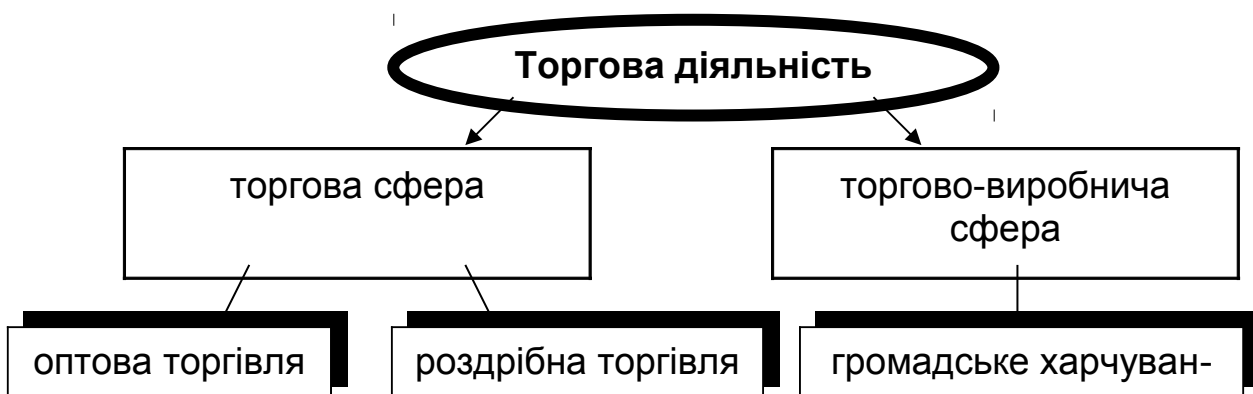 Торгова діяльність
торгова сфера
торгово-виробнича
сфера
оптова торгівля
роздрібна торгівля
громадське харчуван-